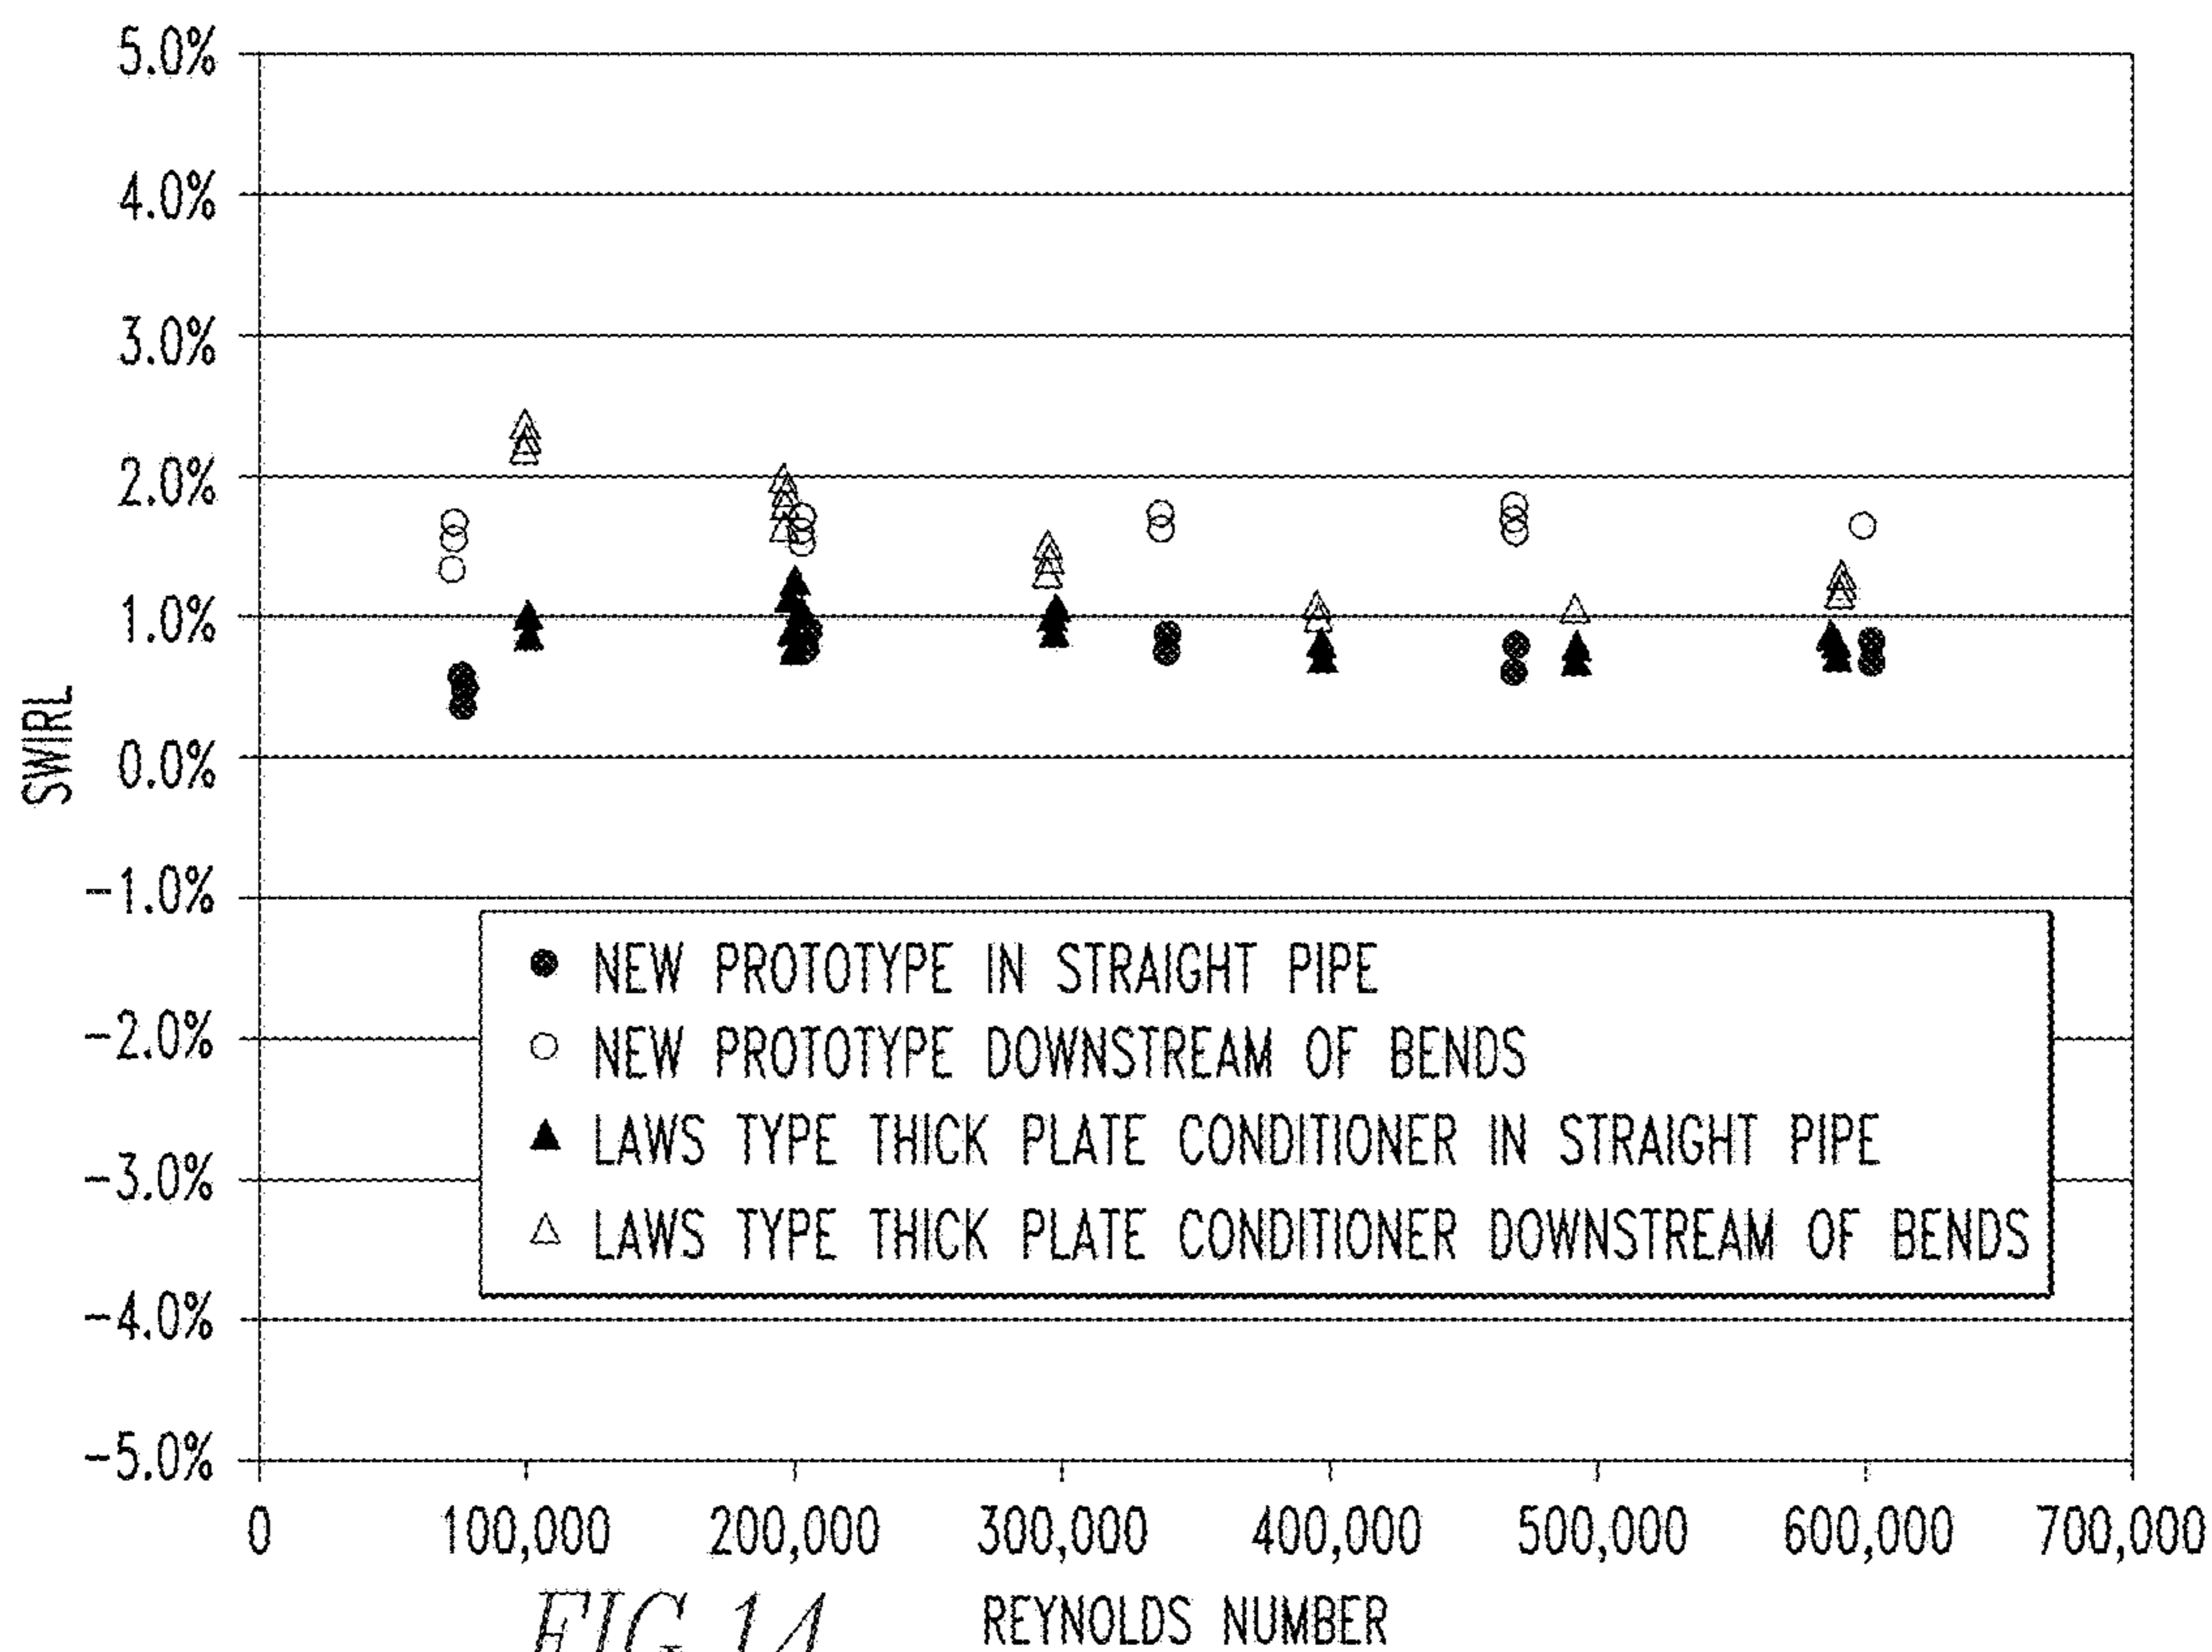 5.0%
4.0%
3.0%
2.0%
1.0%
0.0%
-1.0%
-2.0%
-3.0%
-4.0%
-5.0%
SWIRL
NEW PROTOTYPE IN STRAIGHT PIPE
NEW PROTOTYPE DOWNSTREAM OF BENDS
LAWS TYPE THICK PLATE CONDITIONER IN STRAIGHT PIPE
LAWS TYPE THICK PLATE CONDITIONER DOWNSTREAM OF BENDS
0 100,000 200,000 300,000 400,000 500,000 600,000 700,000
REYNOLDS NUMBER
FIG.14